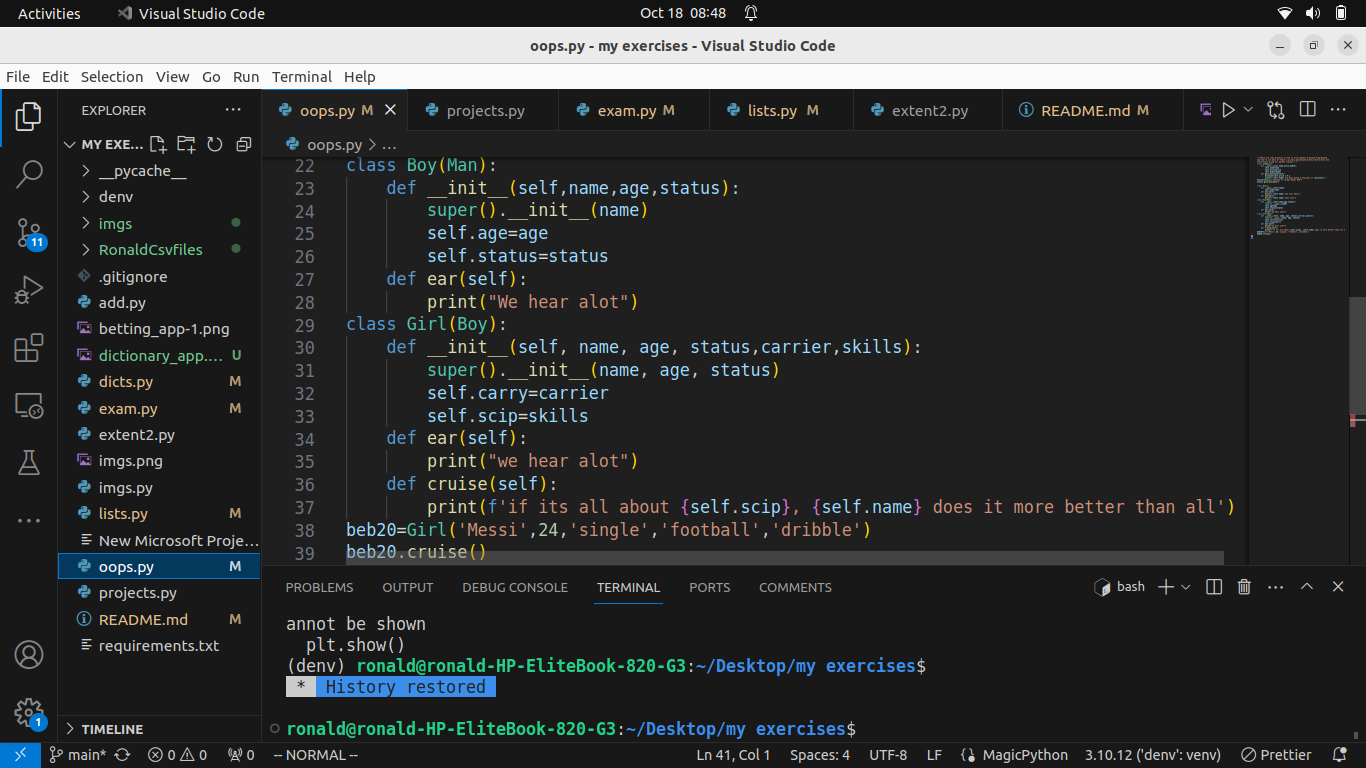 Activities Visual Studio Code Oct 18 08:48
oops.py - my exercises - Visual Studio Code
File Edit Selection View Go Run Terminal Help
EXPLORER
MY EXE...
__pycache__
denv
imgs
RonaldCsvfiles
.gitignore
add.py
betting_app-1.png
dictionary_app.... U
dicts.py M
exam.py M
extent2.py
imgs.png
imgs.py
lists.py M
New Microsoft Proje...
oops.py M
projects.py
README.md M
requirements.txt
TIMELINE
11
1
oops.py M projects.py exam.py M lists.py M extent2.py README.md M
oops.py > ...
22 class Boy(Man):
23 def __init__(self,name,age,status):
24 super().__init__(name)
25 self.age=age
26 self.status=status
27 def ear(self):
28 print("We hear alot")
29 class Girl(Boy):
30 def __init__(self, name, age, status,carrier,skills):
31 super().__init__(name, age, status)
32 self.carry=carrier
33 self.scip=skills
34 def ear(self):
35 print("we hear alot")
36 def cruise(self):
37 print(f'if its all about {self.scip}, {self.name} does it more better than all')
38 beb20=Girl('Messi',24,'single','football','dribble')
39 beb20.cruise()
PROBLEMS OUTPUT DEBUG CONSOLE TERMINAL PORTS COMMENTS bash
annot be shown
plt.show()
(denv) ronald@ronald-HP-EliteBook-820-G3:~/Desktop/my exercises$
* History restored
ronald@ronald-HP-EliteBook-820-G3:~/Desktop/my exercises$
main* 0 0 0 -- NORMAL -- Ln 41, Col 1 Spaces: 4 UTF-8 LF MagicPython 3.10.12 ('denv': venv) Prettier